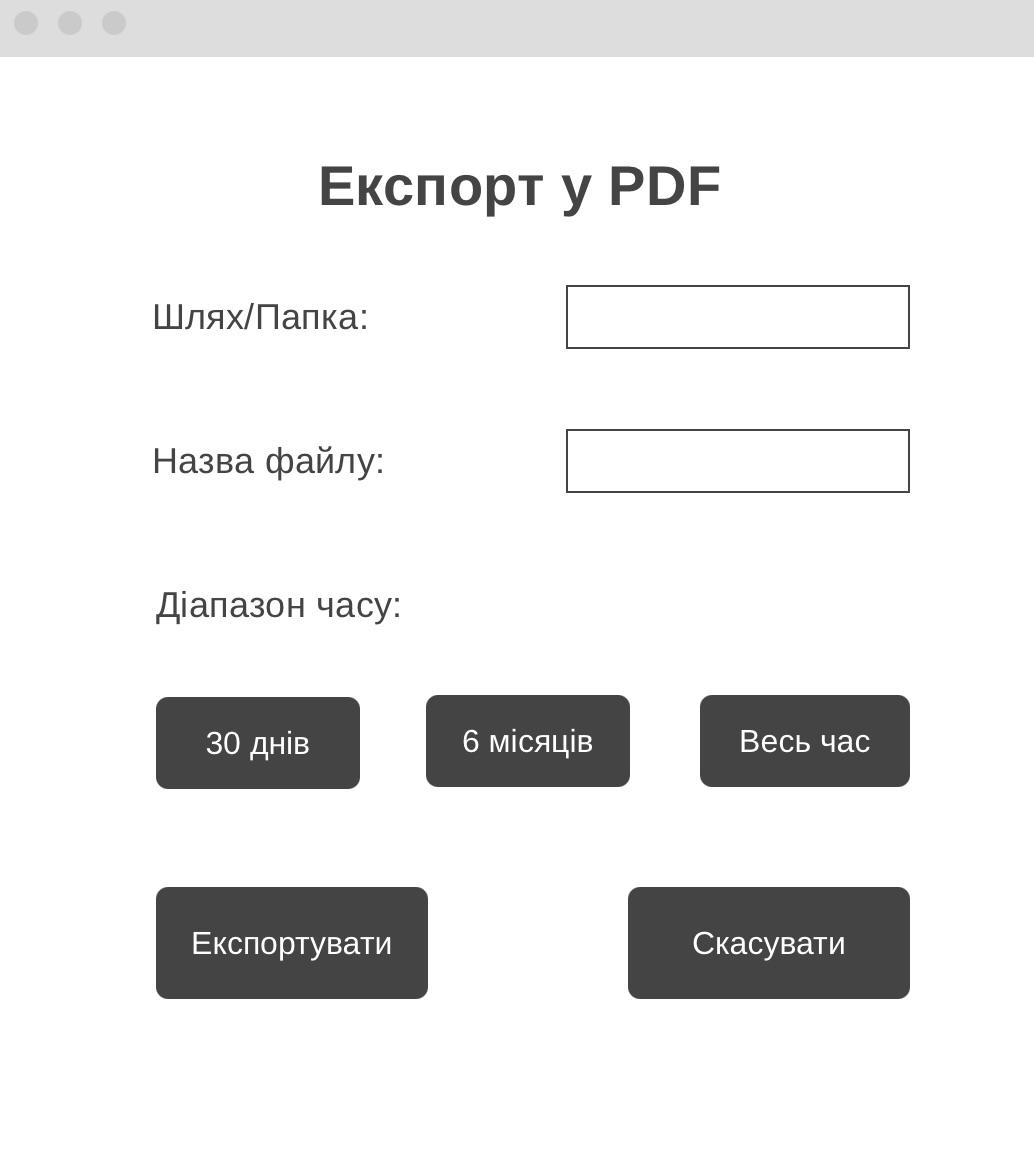 Експорт у PDF
Шлях/Папка:
Назва файлу:
Діапазон часу:
30 днів
6 місяців
Весь час
Експортувати
Скасувати